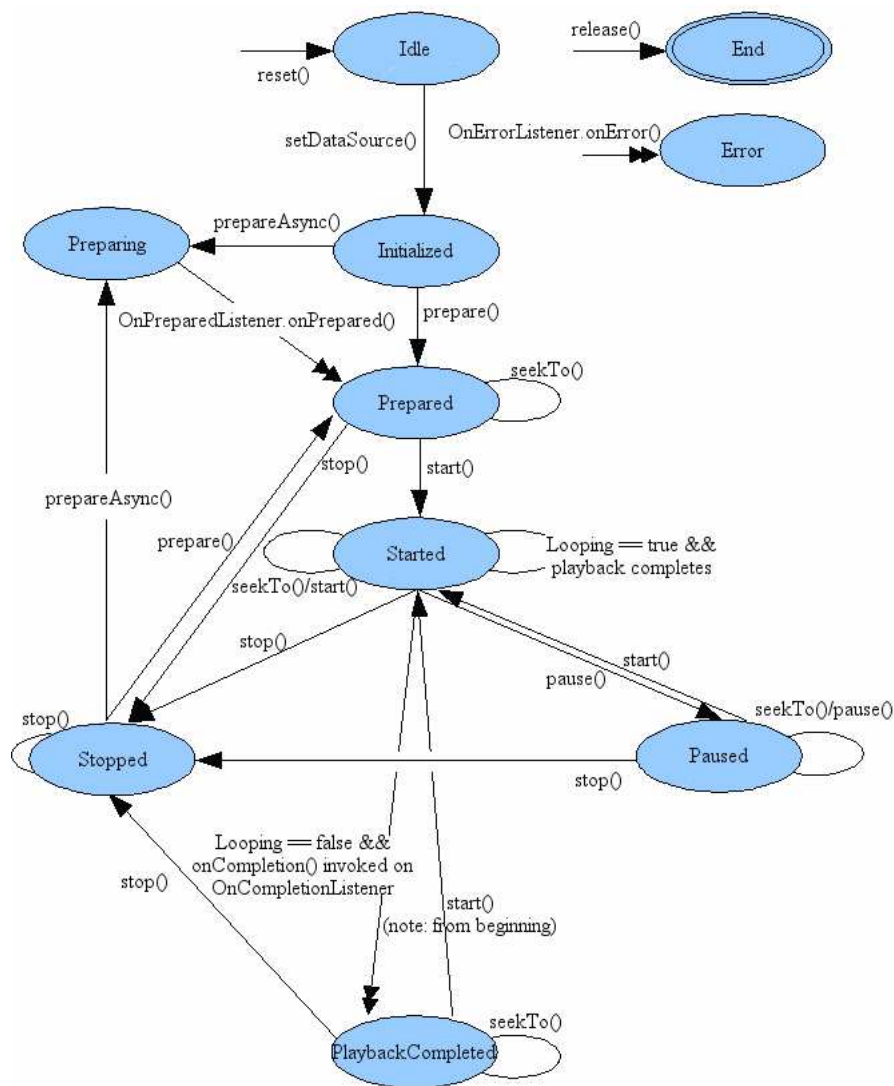 Idle
release()
End
reset()
setDataSource()
OnErrorListener.onError()
Error
prepareAsync()
Preparing
Initialized
OnPreparedListener.onPrepared()
prepare()
seekTo()
Prepared
stop()
start()
prepareAsync()
prepare()
Started
Looping == true &&
playback completes
seekTo()/start()
stop()
start()
pause()
stop()
seekTo()/pause()
Stopped
Paused
stop()
Looping == false &&
onCompletion() invoked on
OnCompletionListener
stop()
start()
(note: from beginning)
seekTo()
PlaybackCompleted